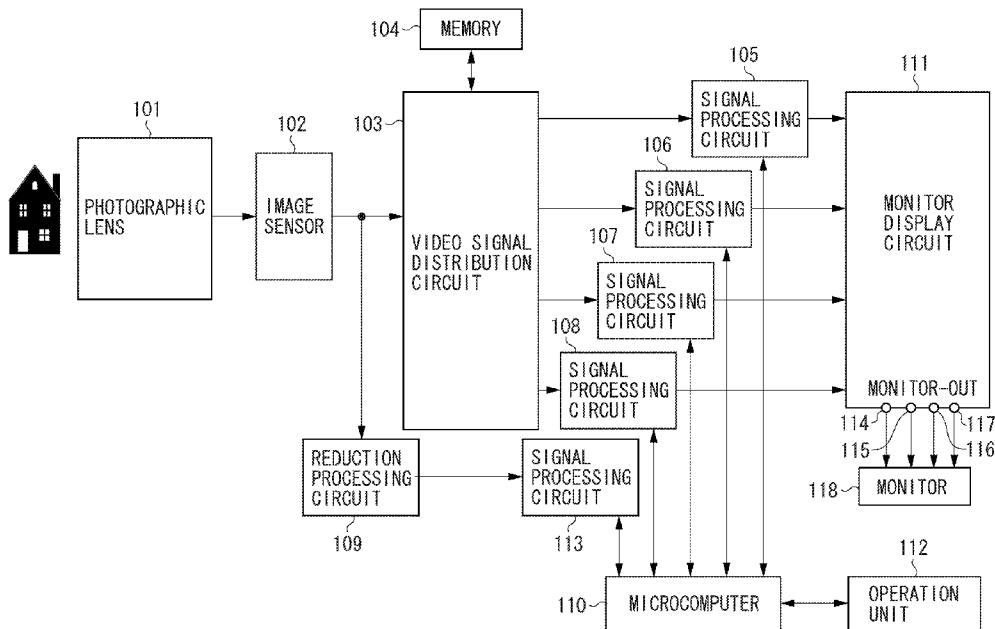 104
MEMORY
105
111
101
102
103
SIGNAL
PROCESSING
CIRCUIT
106
PHOTOGRAPHIC
LENS
IMAGE
SENSOR
VIDEO SIGNAL
DISTRIBUTION
CIRCUIT
SIGNAL
PROCESSING
CIRCUIT
MONITOR
DISPLAY
CIRCUIT
107
SIGNAL
PROCESSING
CIRCUIT
108
SIGNAL
PROCESSING
CIRCUIT
MONITOR-OUT
114
117
115
116
REDUCTION
PROCESSING
CIRCUIT
SIGNAL
PROCESSING
CIRCUIT
118
MONITOR
109
113
112
110
MICROCOMPUTER
OPERATION
UNIT